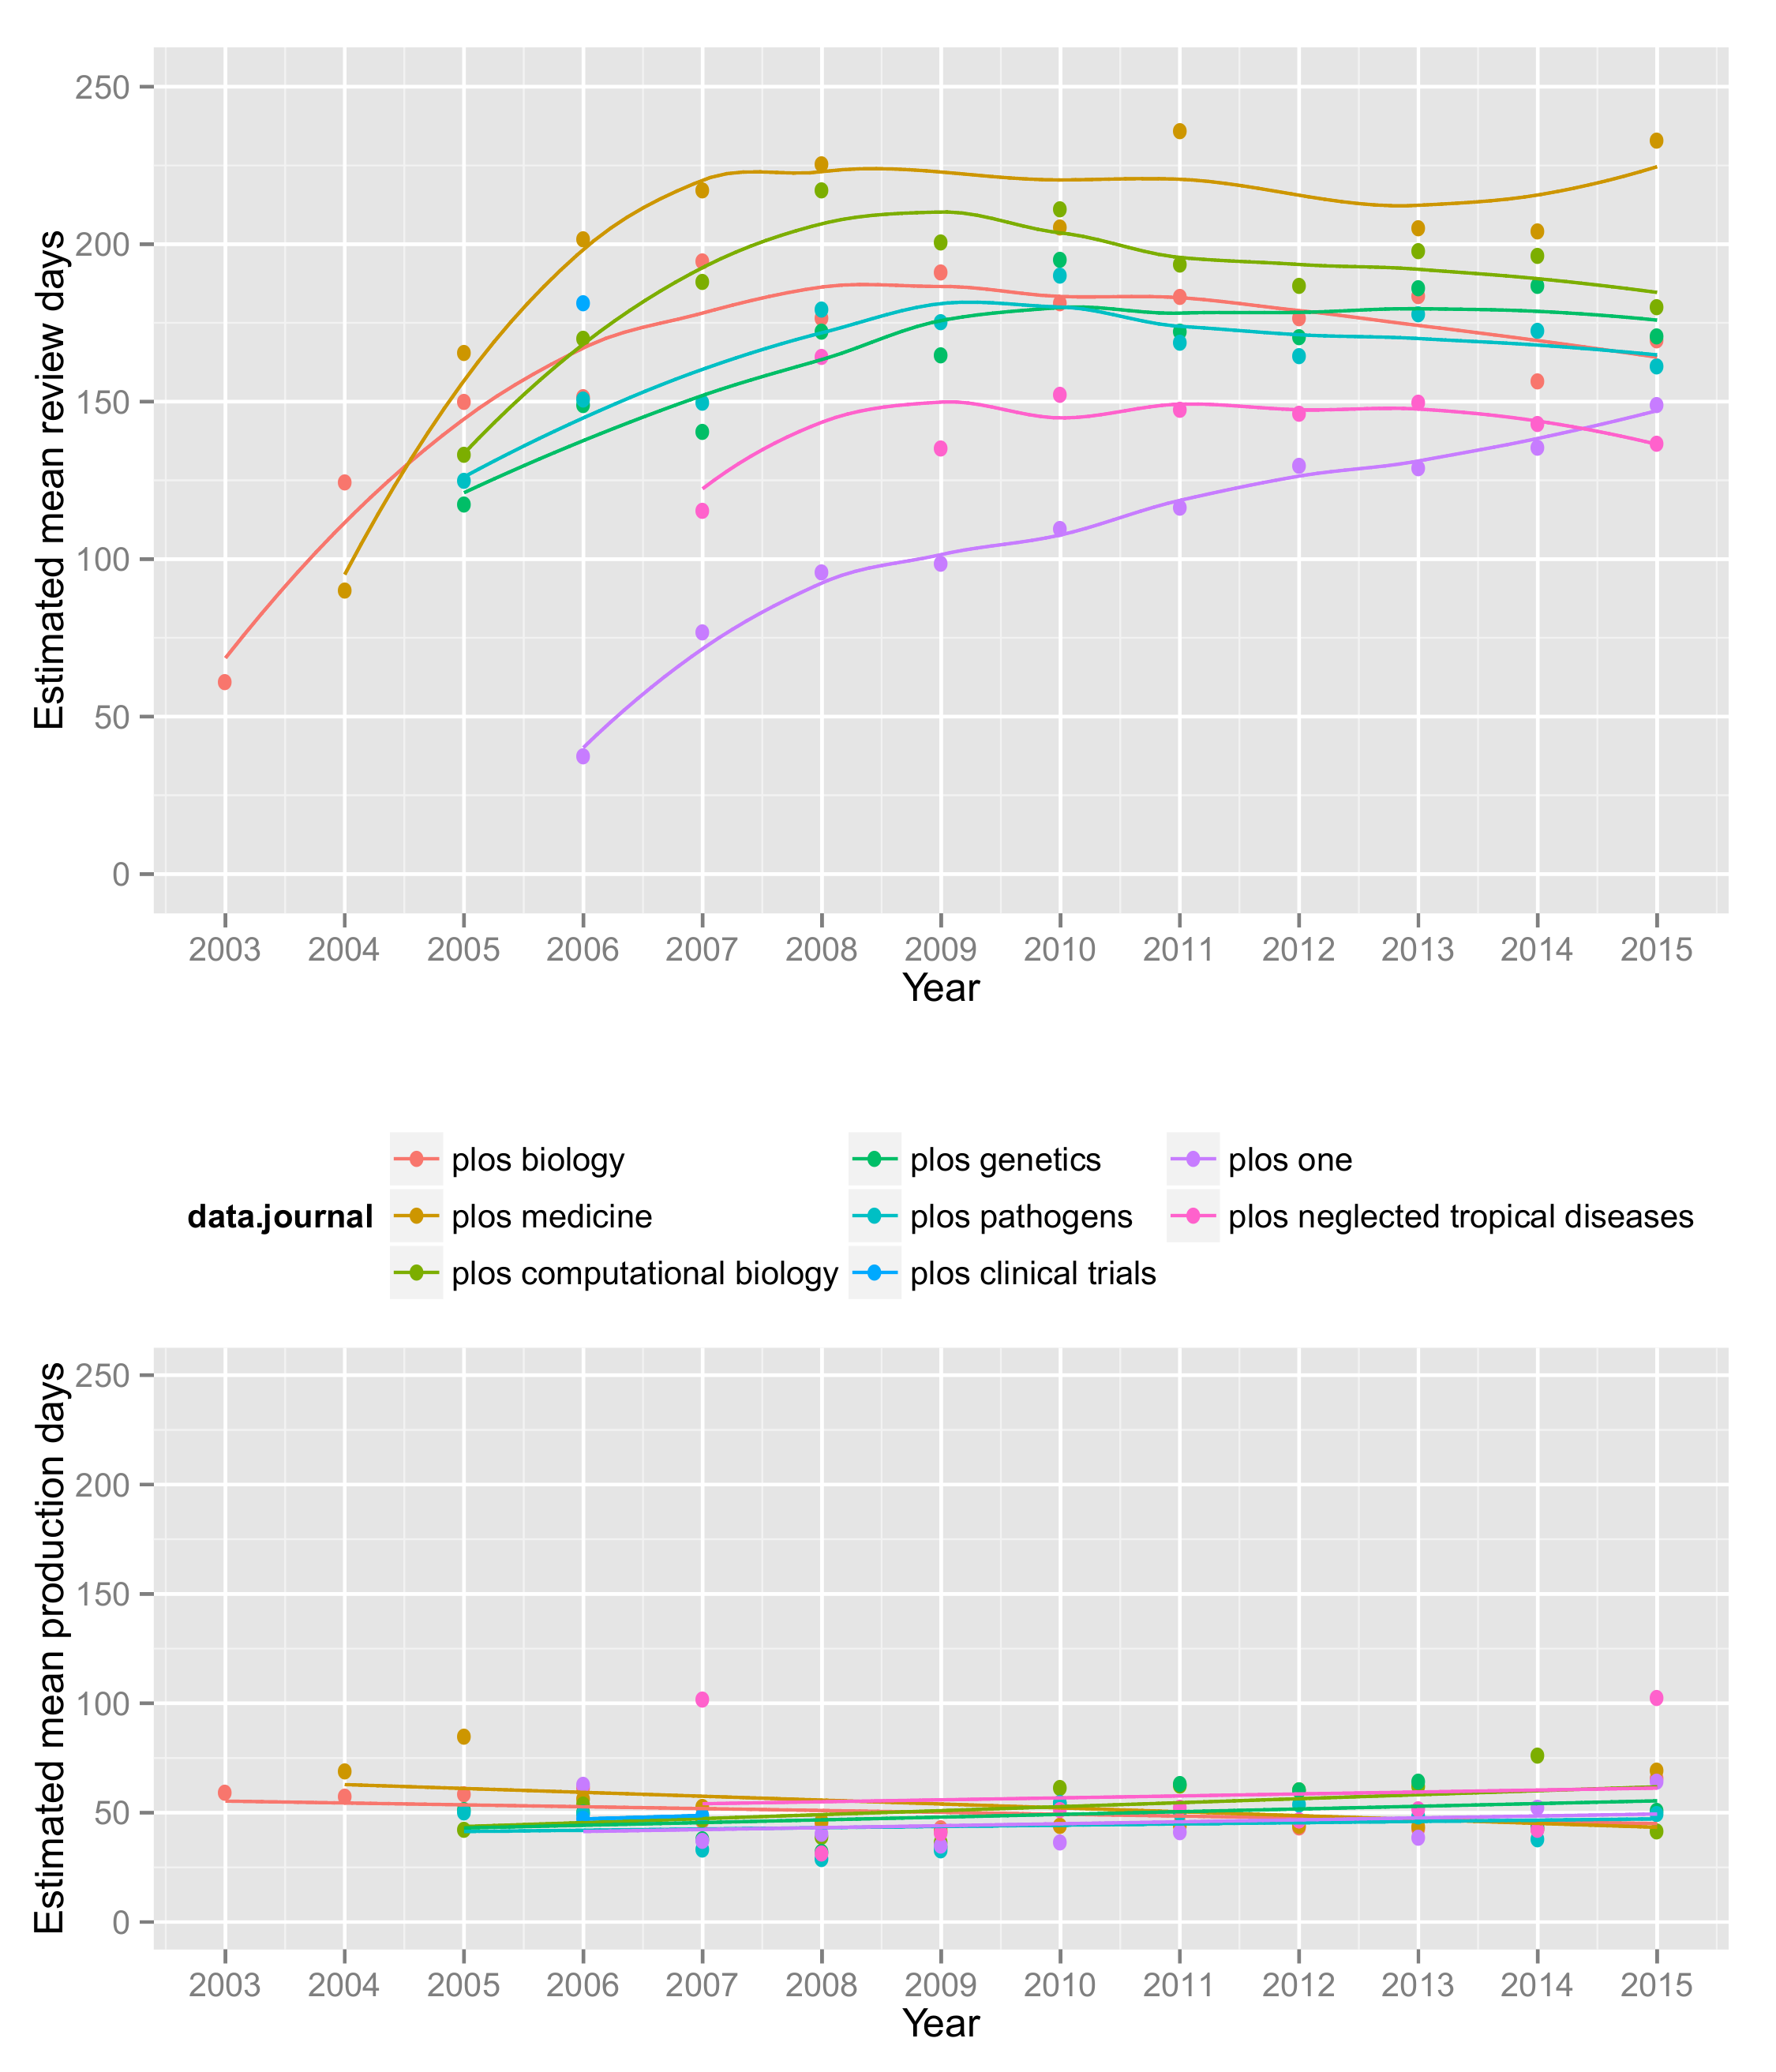 Estimated mean review days
250
200
150
100
50
0
2003 2004 2005 2006 2007 2008 2009 2010 2011 2012 2013 2014 2015
Year
data.journal
plos biology
plos medicine
plos computational biology
plos genetics
plos pathogens
plos clinical trials
plos one
plos neglected tropical diseases
Estimated mean production days
250
200
150
100
50
0
2003 2004 2005 2006 2007 2008 2009 2010 2011 2012 2013 2014 2015
Year